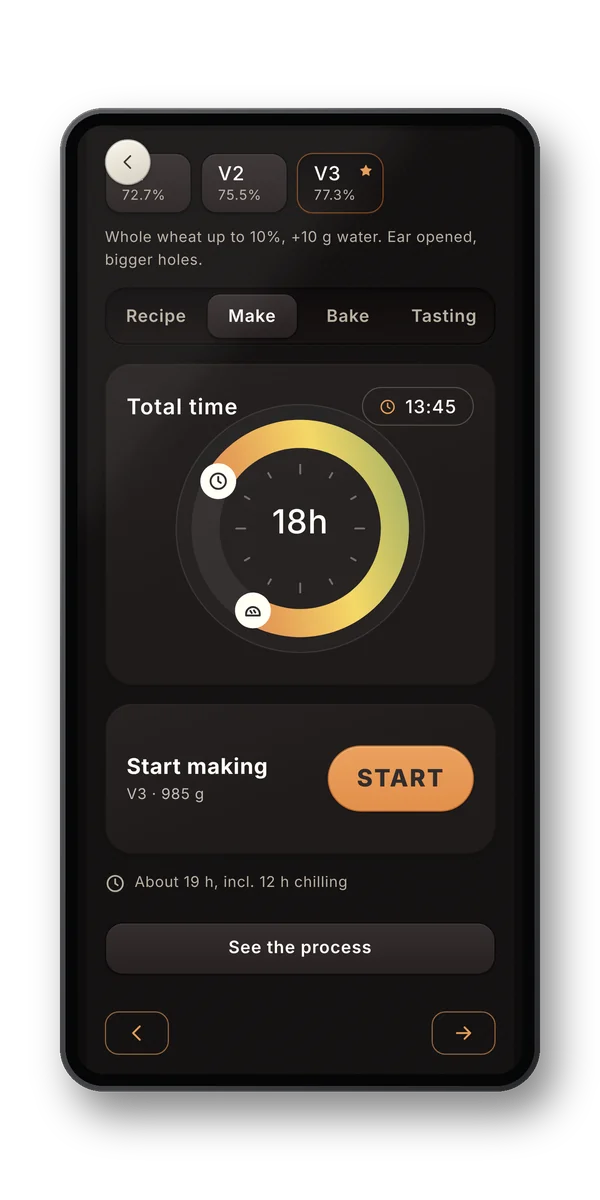 72.7%
V2
75.5%
V3
77.3%
Whole wheat up to 10%, +10 g water. Ear opened,
bigger holes.
Recipe
Make
Bake
Tasting
Total time
13:45
18h
Start making
V3 · 985 g
START
About 19 h, incl. 12 h chilling
See the process